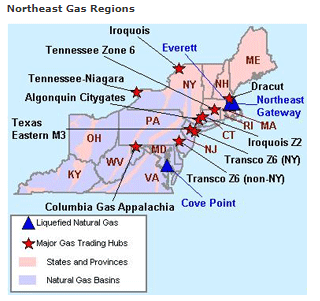 Northeast Gas Regions
Iroquois
Tennessee Zone 6
Everett
ME
Tennessee-Niagara
NY
NH
Dracut
Algonquin Citygates
Northeast
Gateway
Texas
Eastern M3
PA
CT
RI
MA
OH
Iroquois Z2
NJ
Transco Z6 (NY)
WV
MD
KY
VA
Transco Z6 (non-NY)
Columbia Gas Appalachia
Cove Point
Liquefied Natural Gas
Major Gas Trading Hubs
States and Provinces
Natural Gas Basins